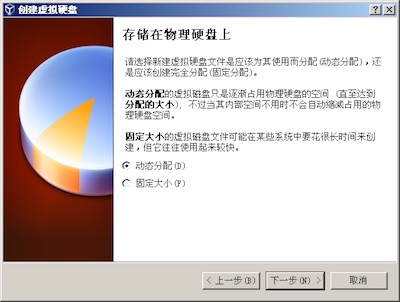 创建虚拟硬盘
存储在物理硬盘上
请选择新建虚拟硬盘文件是应该为其使用而分配(动态分配)，还
是应该创建完全分配(固定分配)。
动态分配的虚拟磁盘只是逐渐占用物理硬盘的空间（直至达到
分配的大小），不过当其内部空间不用时不会自动缩减占用的物
理硬盘空间。
固定大小的虚拟磁盘文件可能在某些系统中要花很长时间来创
建，但它往往使用起来较快。
动态分配(D)
固定大小(F)
< 上一步(B)
下一步(N) >
取消